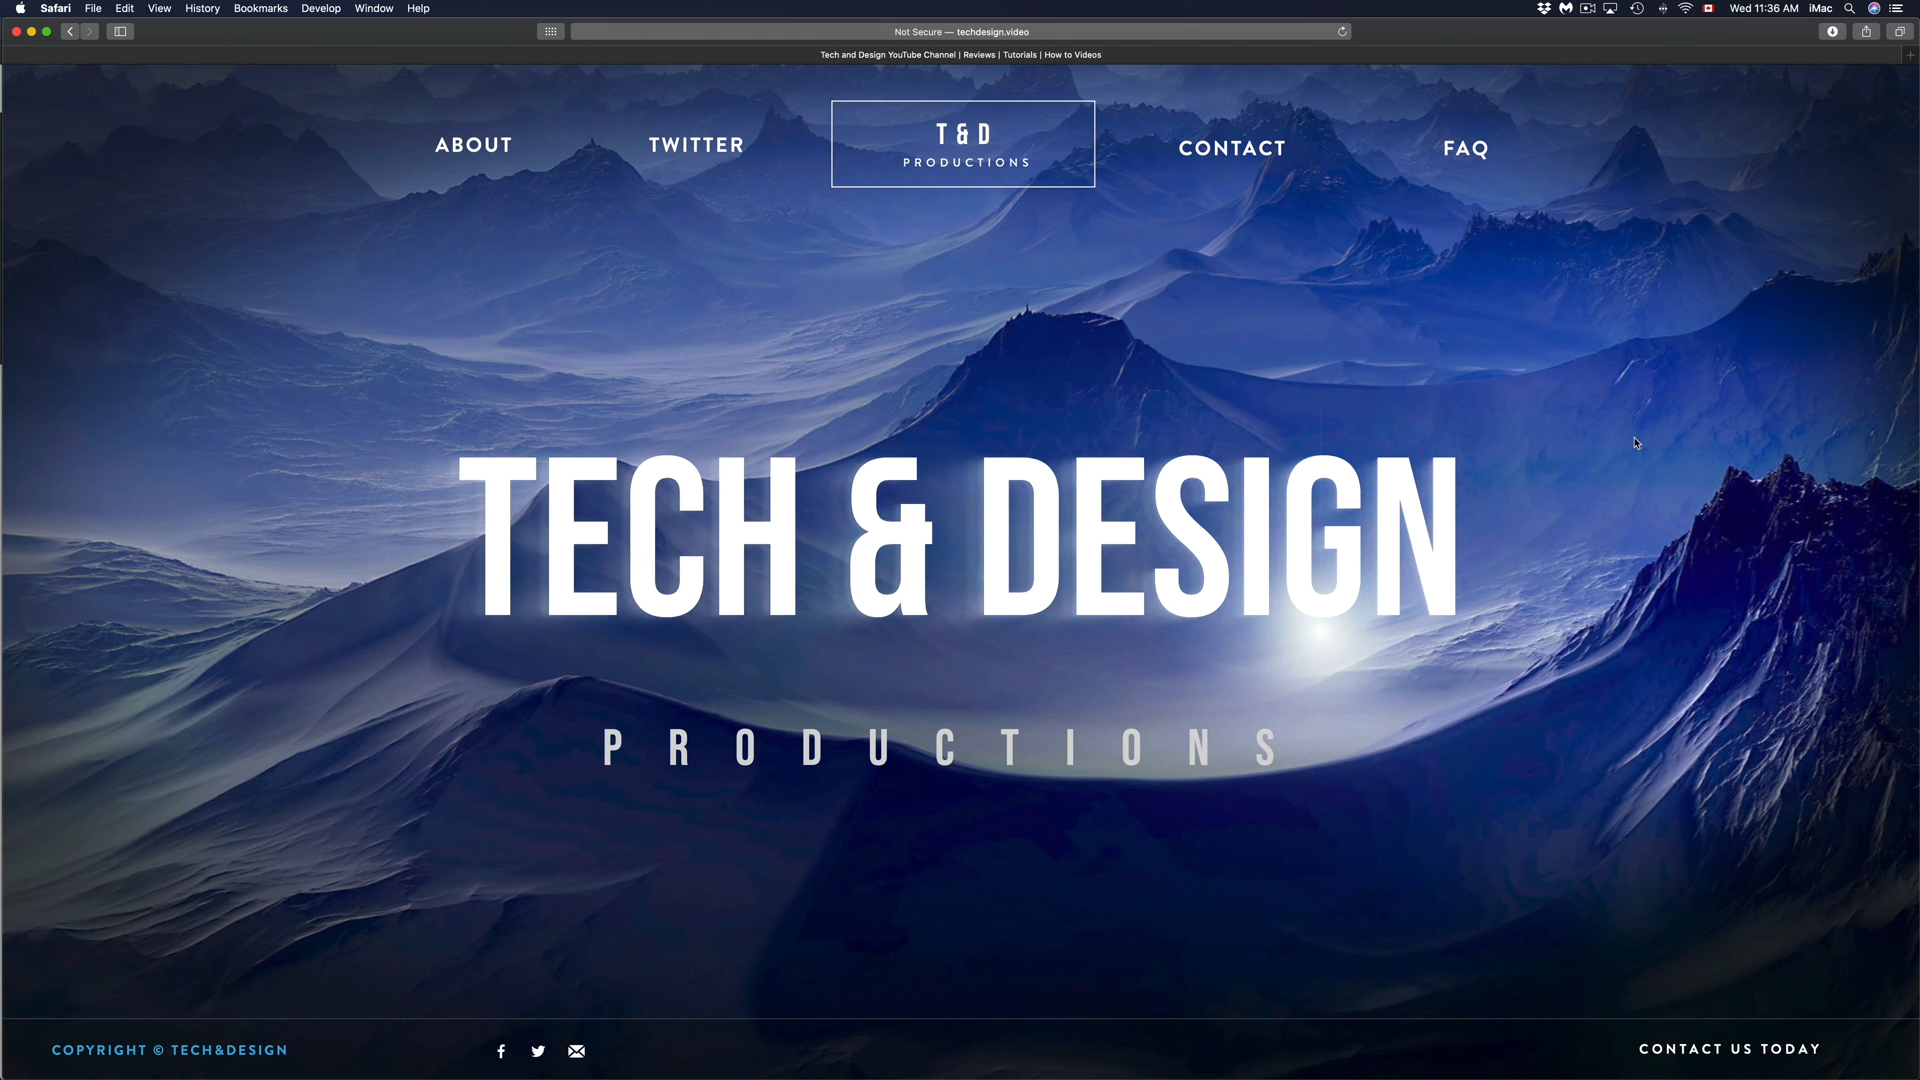 Safari File Edit View History Bookmarks Develop Window Help Wed 11:36 AM iMac
Not Secure — techdesign.video
Tech and Design YouTube Channel | Reviews | Tutorials | How to Videos
ABOUT TWITTER
T & D
PRODUCTIONS
CONTACT FAQ
TECH & DESIGN
PRODUCTIONS
COPYRIGHT © TECH&DESIGN
CONTACT US TODAY